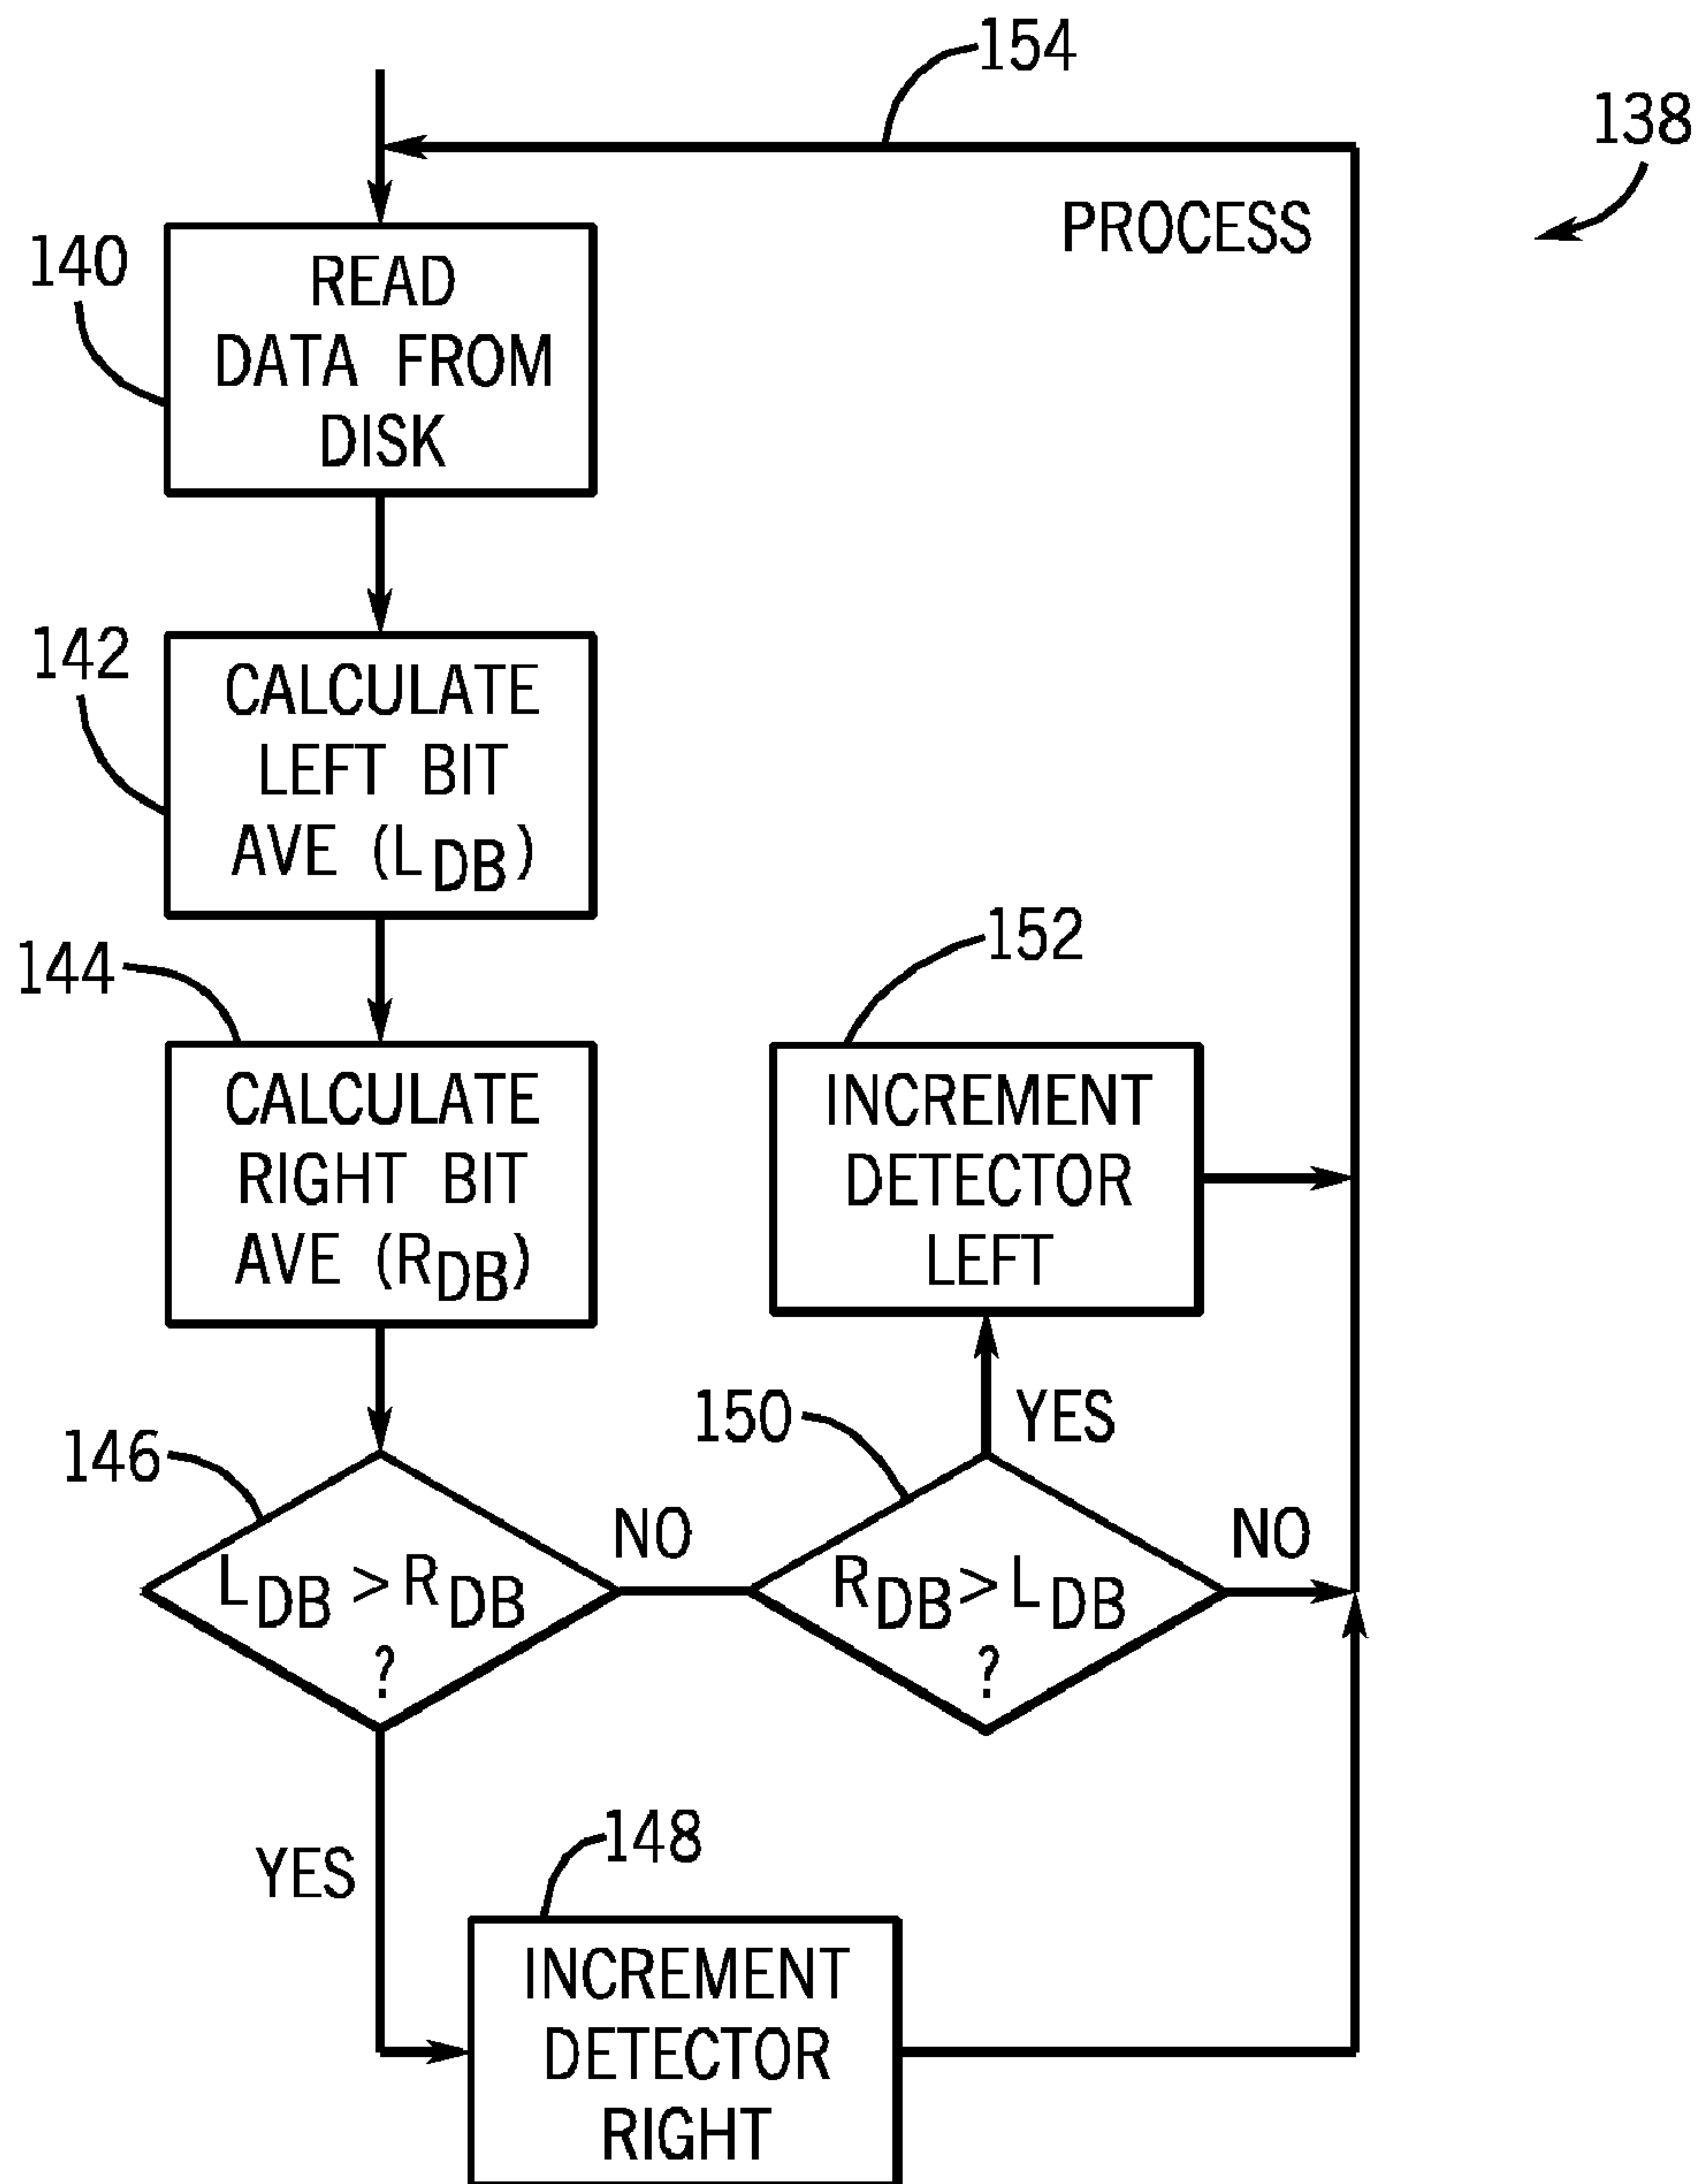 154
138
PROCESS
140
READ
DATA FROM
DISK
142
CALCULATE
LEFT BIT
AVE (LDB)
144
CALCULATE
RIGHT BIT
AVE (RDB)
152
INCREMENT
DETECTOR
LEFT
146
LDB > RDB
?
NO
150
YES
RDB > LDB
?
NO
YES
148
INCREMENT
DETECTOR
RIGHT